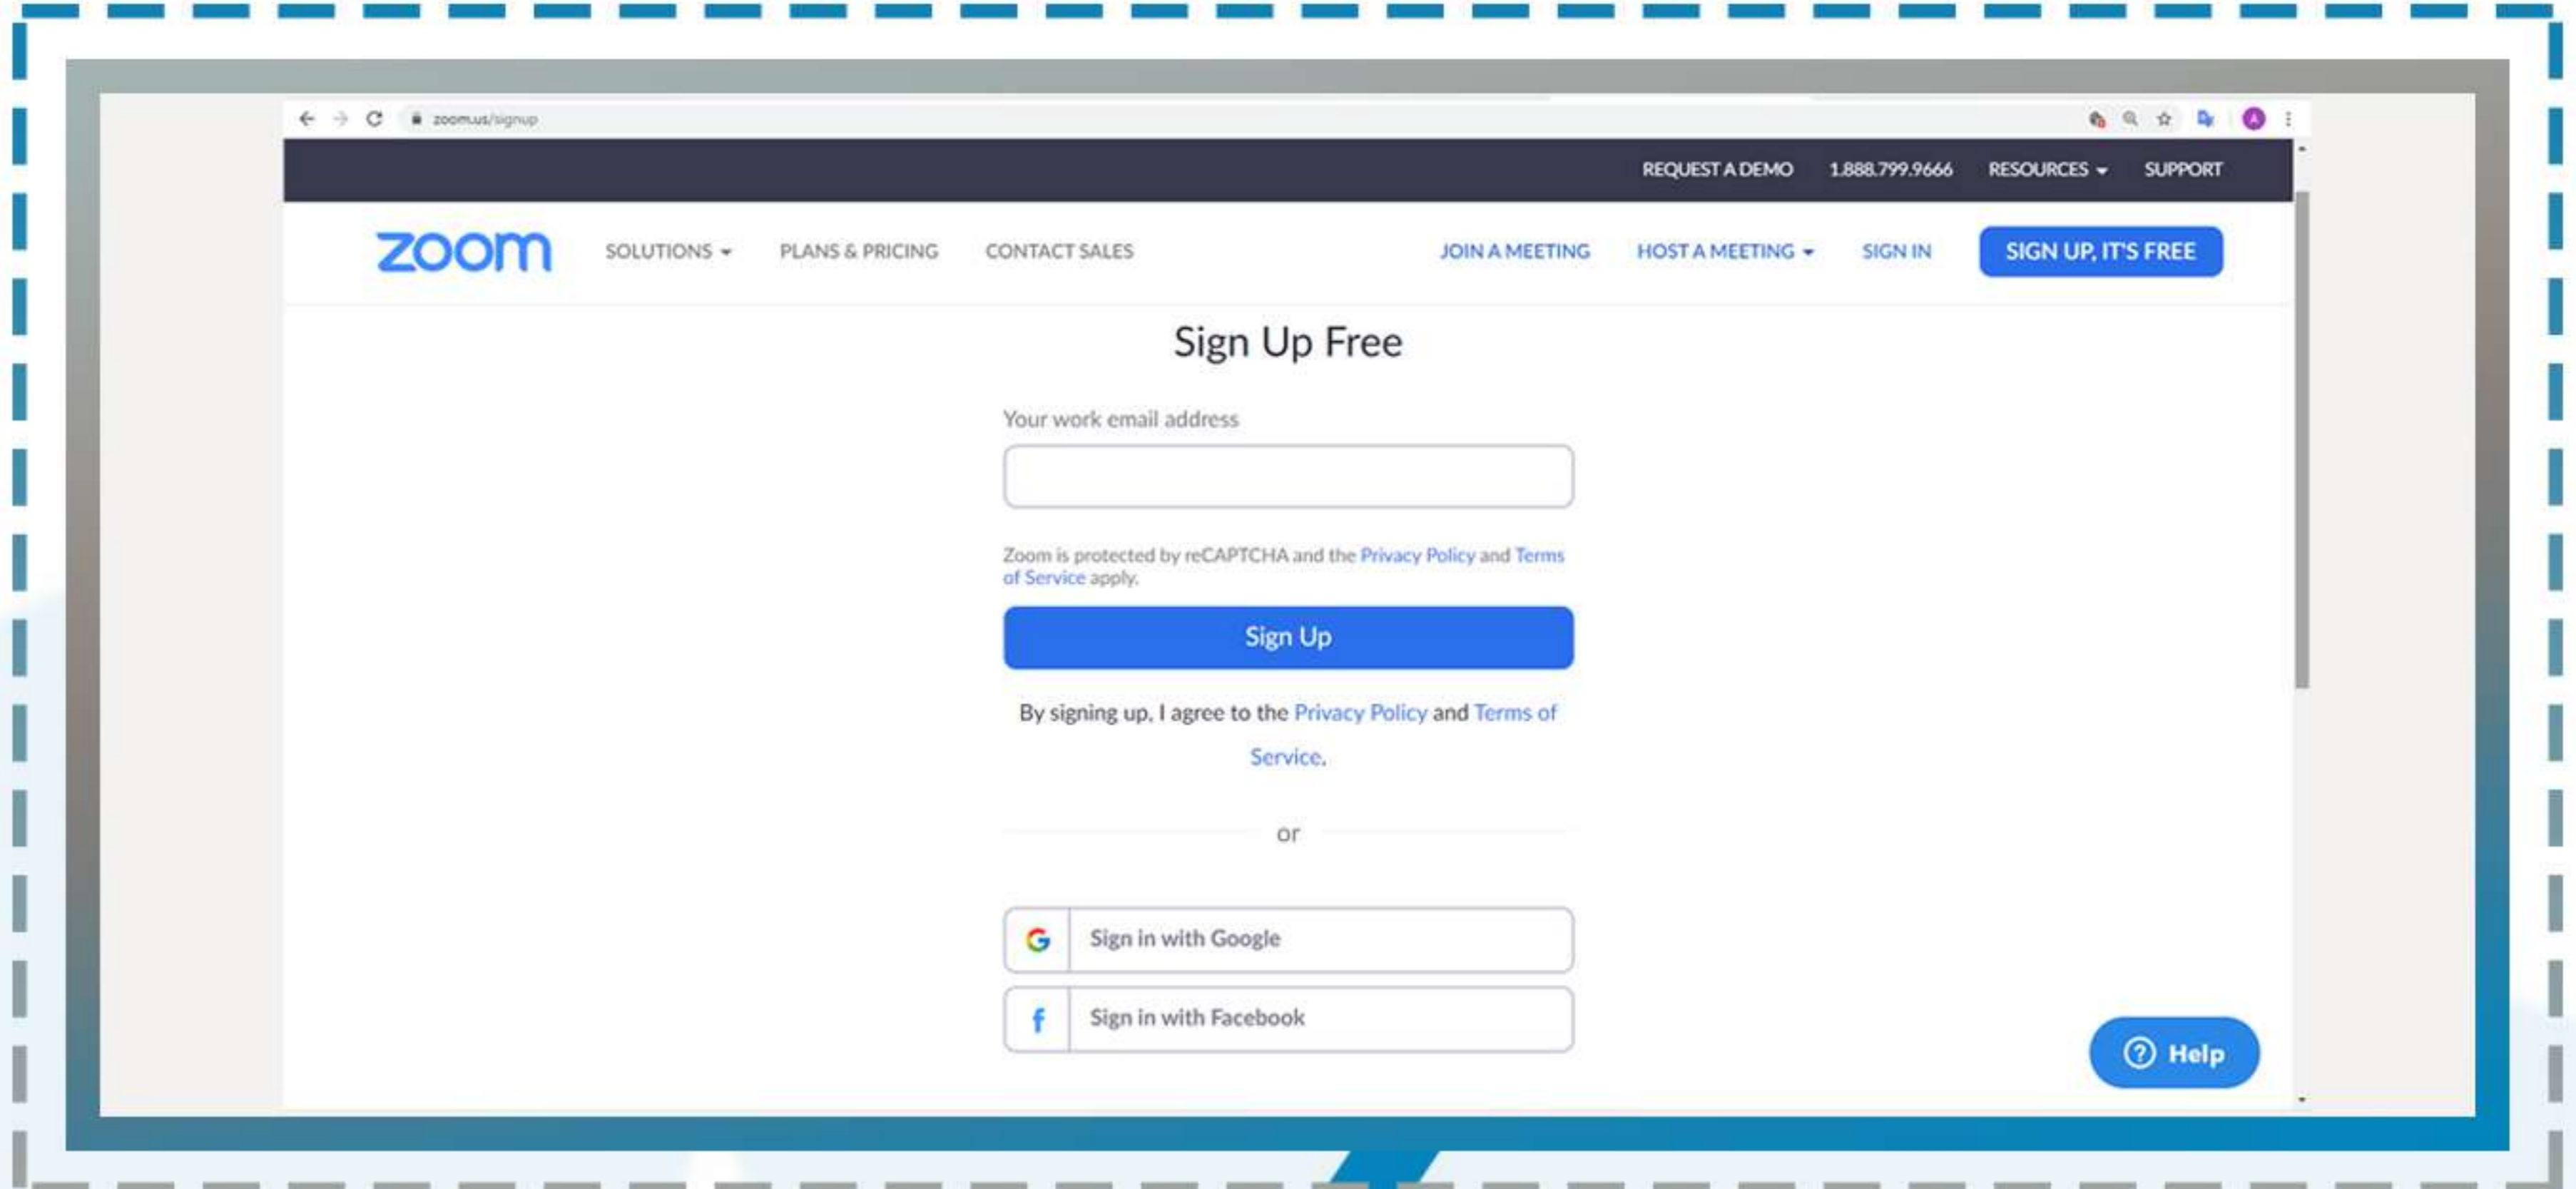 zoom.us/signup
REQUEST A DEMO 1.888.799.9666 RESOURCES SUPPORT
zoom SOLUTIONS PLANS & PRICING CONTACT SALES JOIN A MEETING HOST A MEETING SIGN IN SIGN UP, IT'S FREE
Sign Up Free
Your work email address
Zoom is protected by reCAPTCHA and the Privacy Policy and Terms
of Service apply.
Sign Up
By signing up, I agree to the Privacy Policy and Terms of
Service.
or
Sign in with Google
Sign in with Facebook
Help